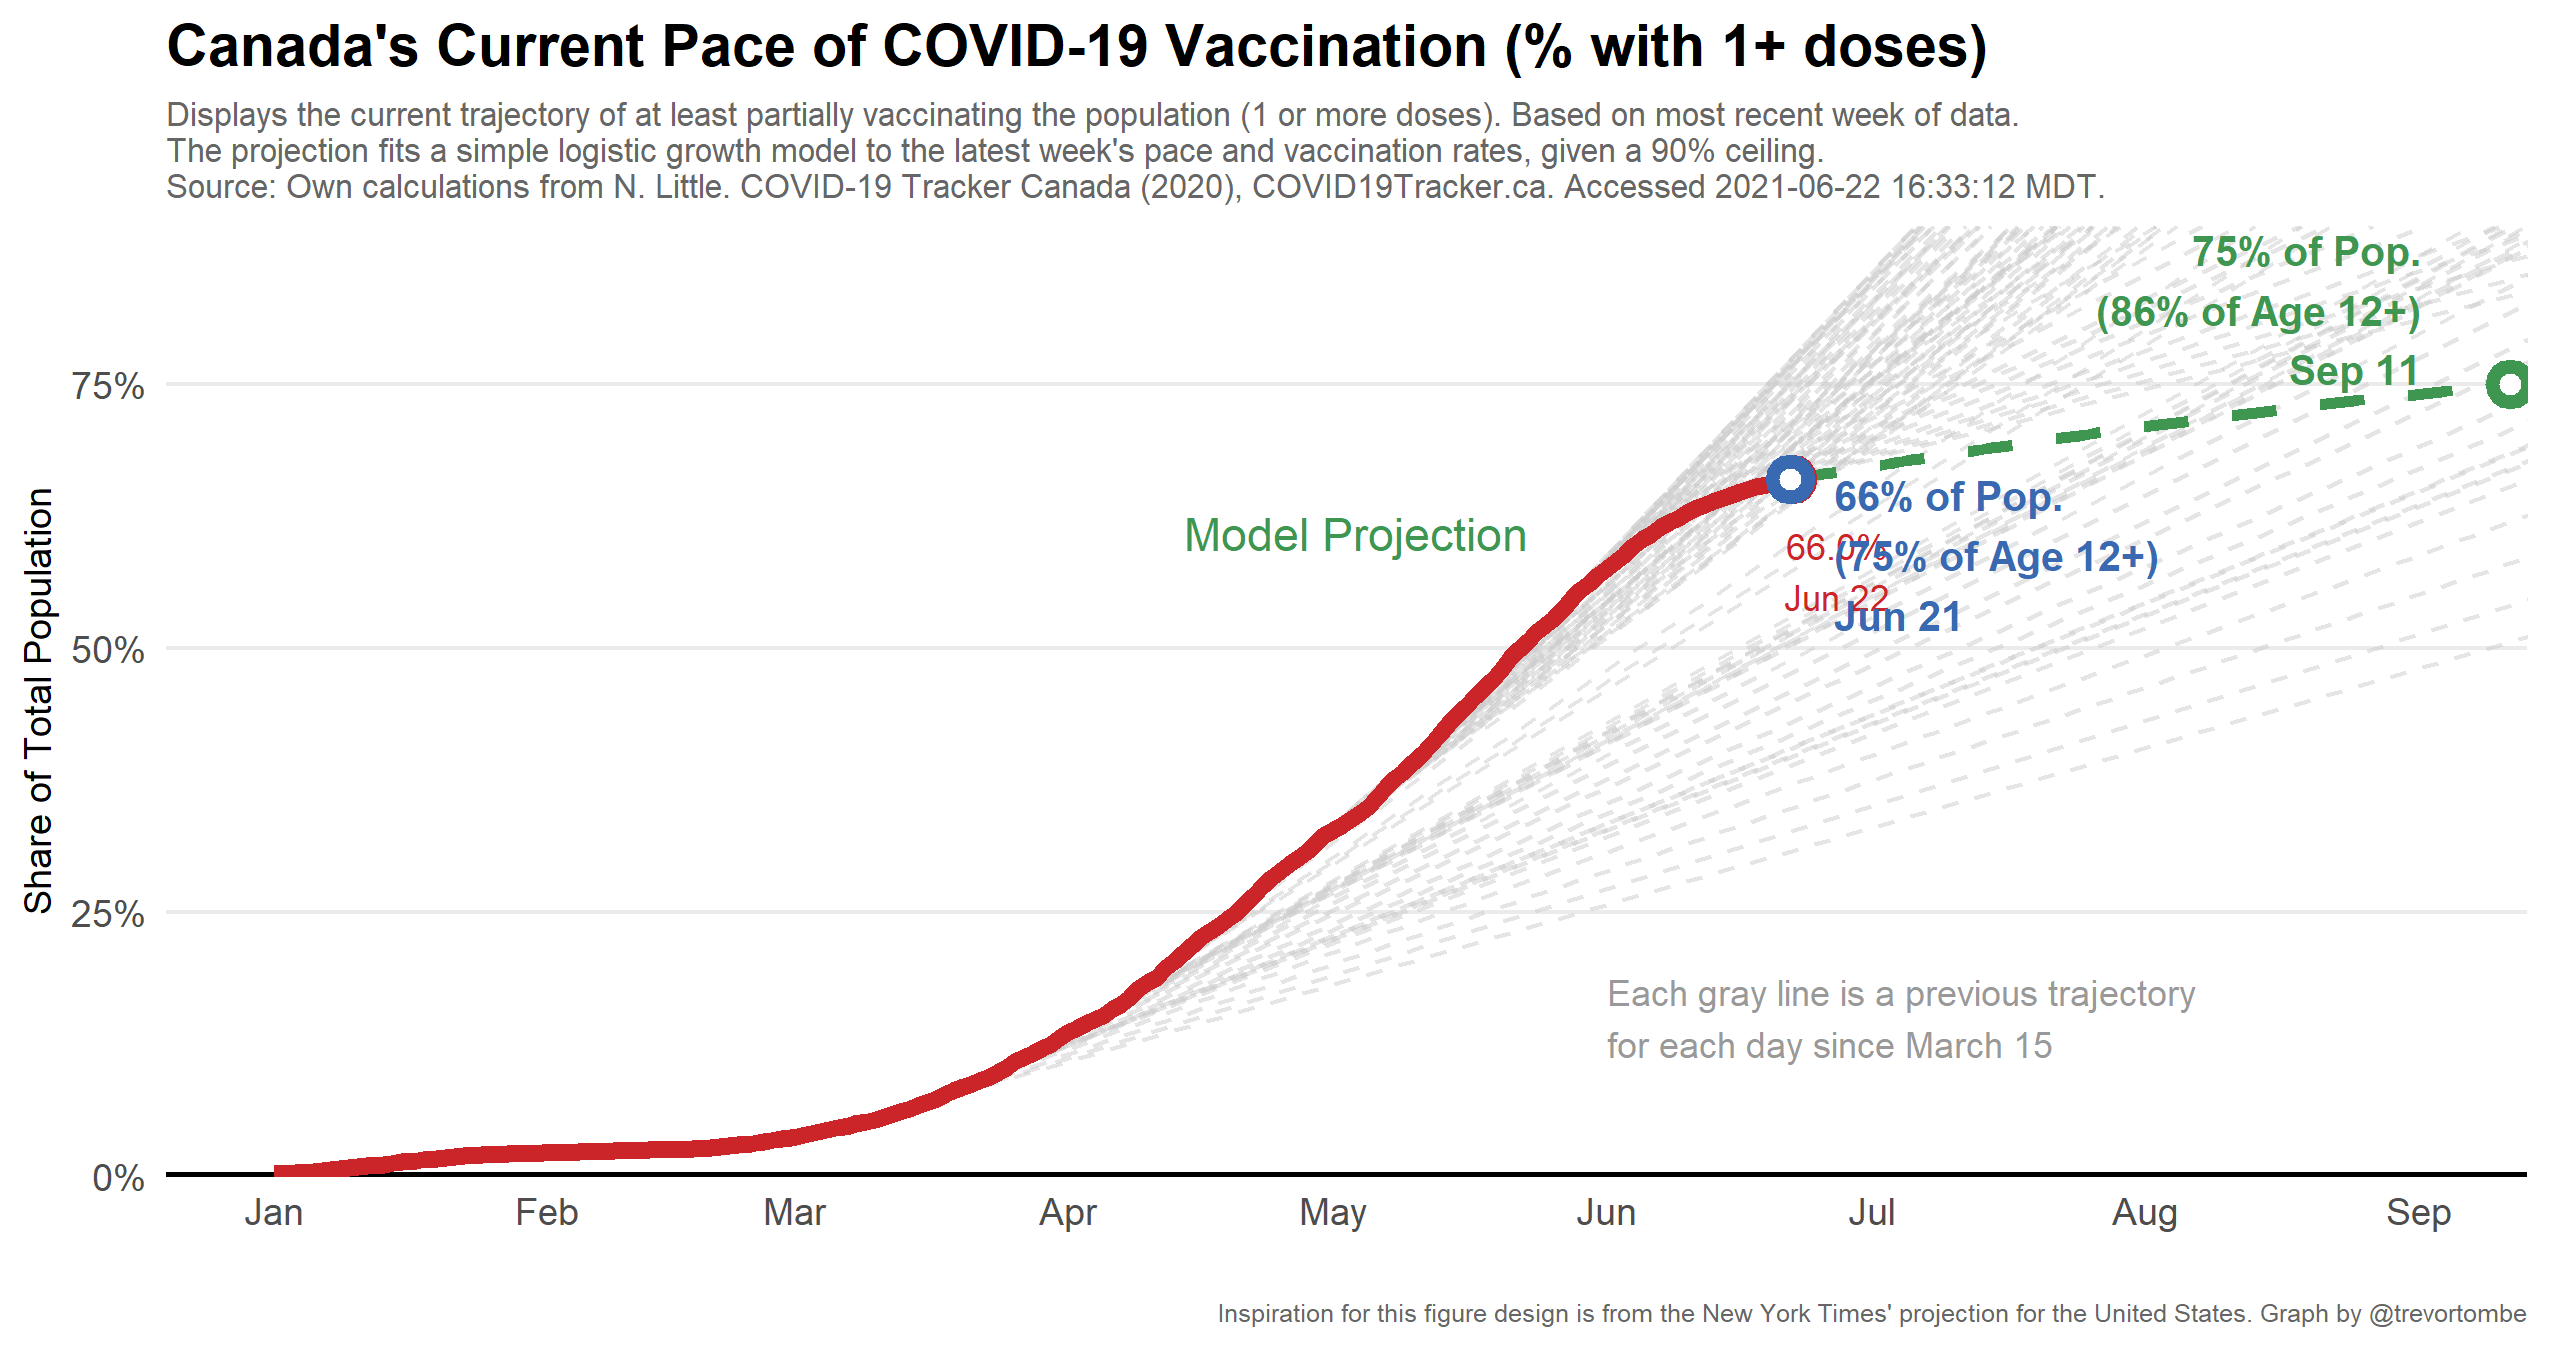 Canada's Current Pace of COVID-19 Vaccination (% with 1+ doses)
Displays the current trajectory of at least partially vaccinating the population (1 or more doses). Based on most recent week of data.
The projection fits a simple logistic growth model to the latest week's pace and vaccination rates, given a 90% ceiling.
Source: Own calculations from N. Little. COVID-19 Tracker Canada (2020), COVID19Tracker.ca. Accessed 2021-06-22 16:33:12 MDT.
75% of Pop.
(86% of Age 12+)
Sep 11
75%
50%
25%
0%
Share of Total Population
Model Projection
66% of Pop.
(75% of Age 12+)
Jun 21
66.0%
Jun 22
Each gray line is a previous trajectory
for each day since March 15
Jan Feb Mar Apr May Jun Jul Aug Sep
Inspiration for this figure design is from the New York Times' projection for the United States. Graph by @trevortombe